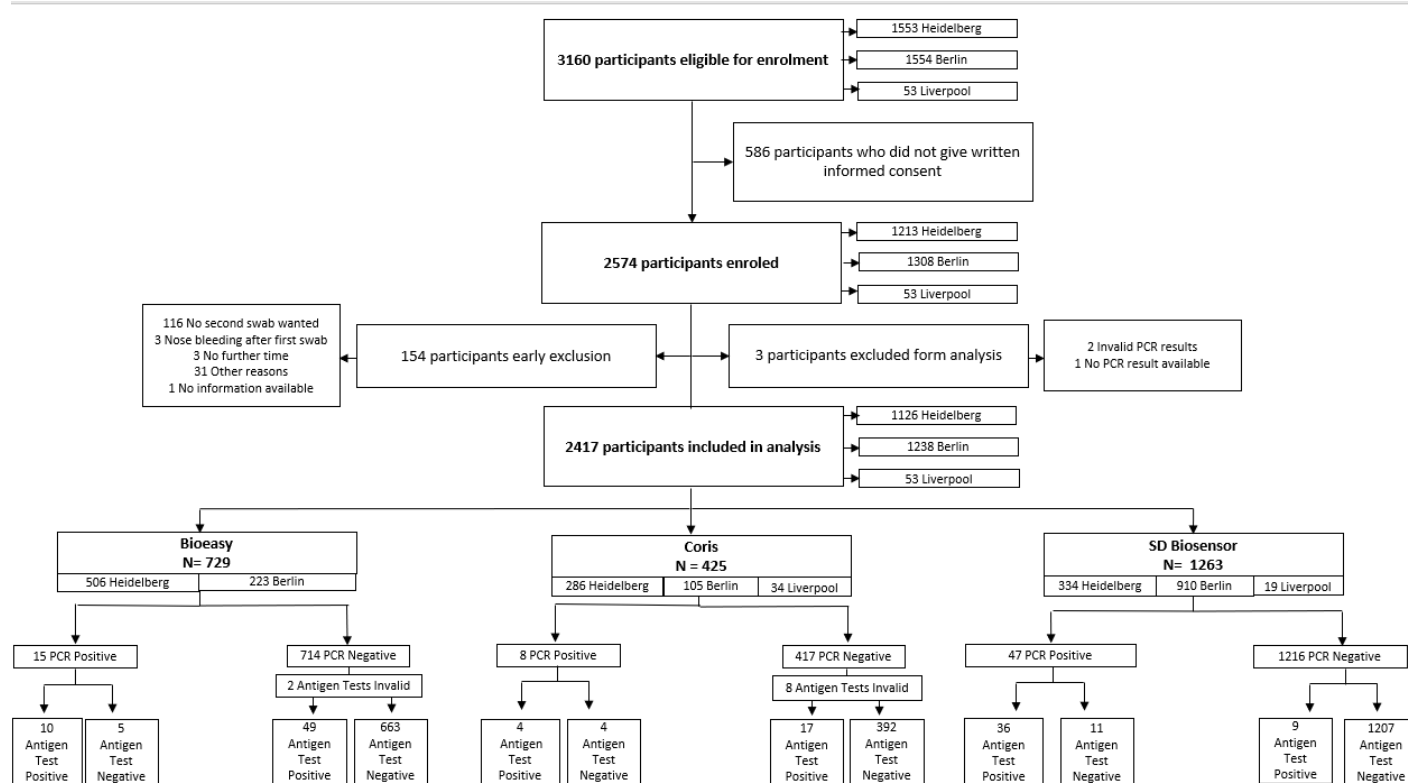 3160 participants eligible for enrolment
1553 Heidelberg
1554 Berlin
53 Liverpool
586 participants who did not give written
informed consent
2574 participants enroled
1213 Heidelberg
1308 Berlin
53 Liverpool
116 No second swab wanted
3 Nose bleeding after first swab
3 No further time
31 Other reasons
1 No information available
154 participants early exclusion
3 participants excluded form analysis
2 Invalid PCR results
1 No PCR result available
2417 participants included in analysis
1126 Heidelberg
1238 Berlin
53 Liverpool
Bioeasy
N= 729
506 Heidelberg
223 Berlin
Coris
N = 425
286 Heidelberg
105 Berlin
34 Liverpool
SD Biosensor
N= 1263
334 Heidelberg
910 Berlin
19 Liverpool
15 PCR Positive
714 PCR Negative
2 Antigen Tests Invalid
8 PCR Positive
417 PCR Negative
8 Antigen Tests Invalid
47 PCR Positive
1216 PCR Negative
10
Antigen
Test
Positive
5
Antigen
Test
Negative
49
Antigen
Test
Positive
663
Antigen
Test
Negative
4
Antigen
Test
Positive
4
Antigen
Test
Negative
17
Antigen
Test
Positive
392
Antigen
Test
Negative
36
Antigen
Test
Positive
11
Antigen
Test
Negative
9
Antigen
Test
Positive
1207
Antigen
Test
Negative